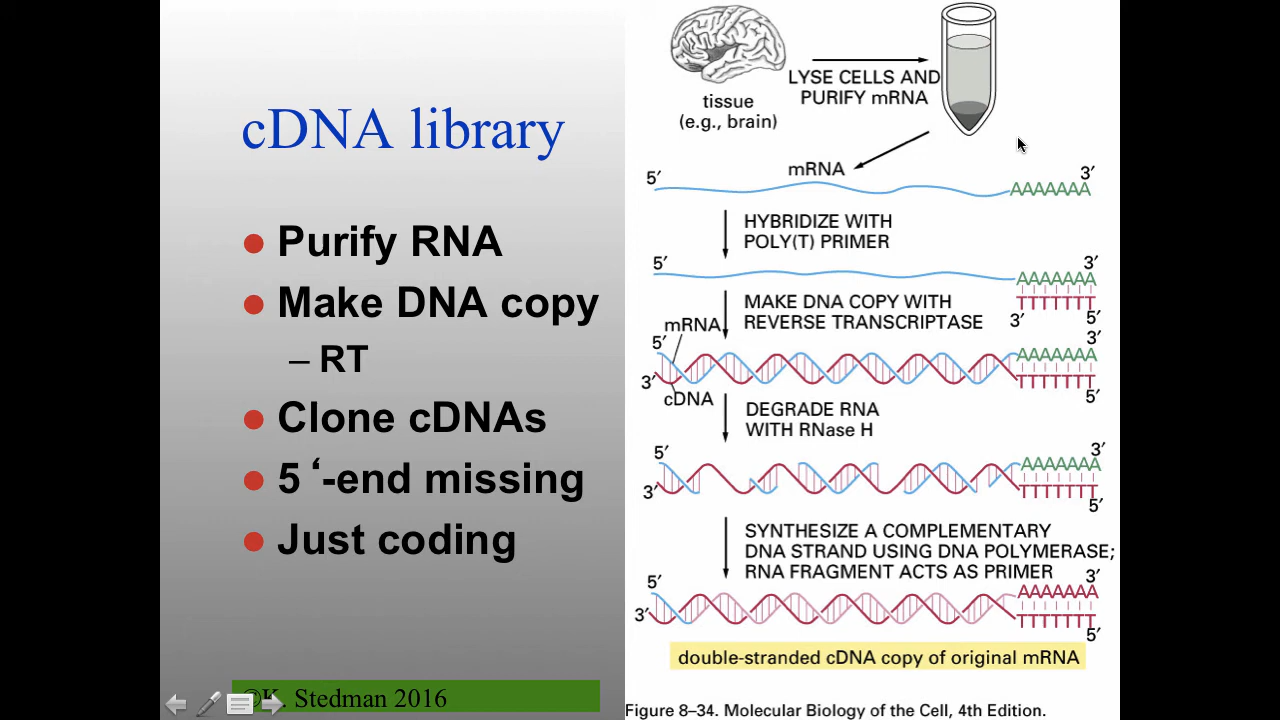 cDNA library
● Purify RNA
● Make DNA copy
– RT
● Clone cDNAs
● 5 ‘-end missing
● Just coding
©K. Stedman 2016
tissue
(e.g., brain)
LYSE CELLS AND
PURIFY mRNA
mRNA
5′
3′
AAAAAAA
HYBRIDIZE WITH
POLY(T) PRIMER
5′
3′
AAAAAAA
TTTTTTT
3′
5′
MAKE DNA COPY WITH
REVERSE TRANSCRIPTASE
mRNA
5′
3′
AAAAAAA
3′
TTTTTTT
cDNA
5′
DEGRADE RNA
WITH RNase H
5′
3′
AAAAAAA
3′
TTTTTTT
5′
SYNTHESIZE A COMPLEMENTARY
DNA STRAND USING DNA POLYMERASE;
RNA FRAGMENT ACTS AS PRIMER
5′
3′
AAAAAAA
3′
TTTTTTT
5′
double-stranded cDNA copy of original mRNA
Figure 8–34. Molecular Biology of the Cell, 4th Edition.